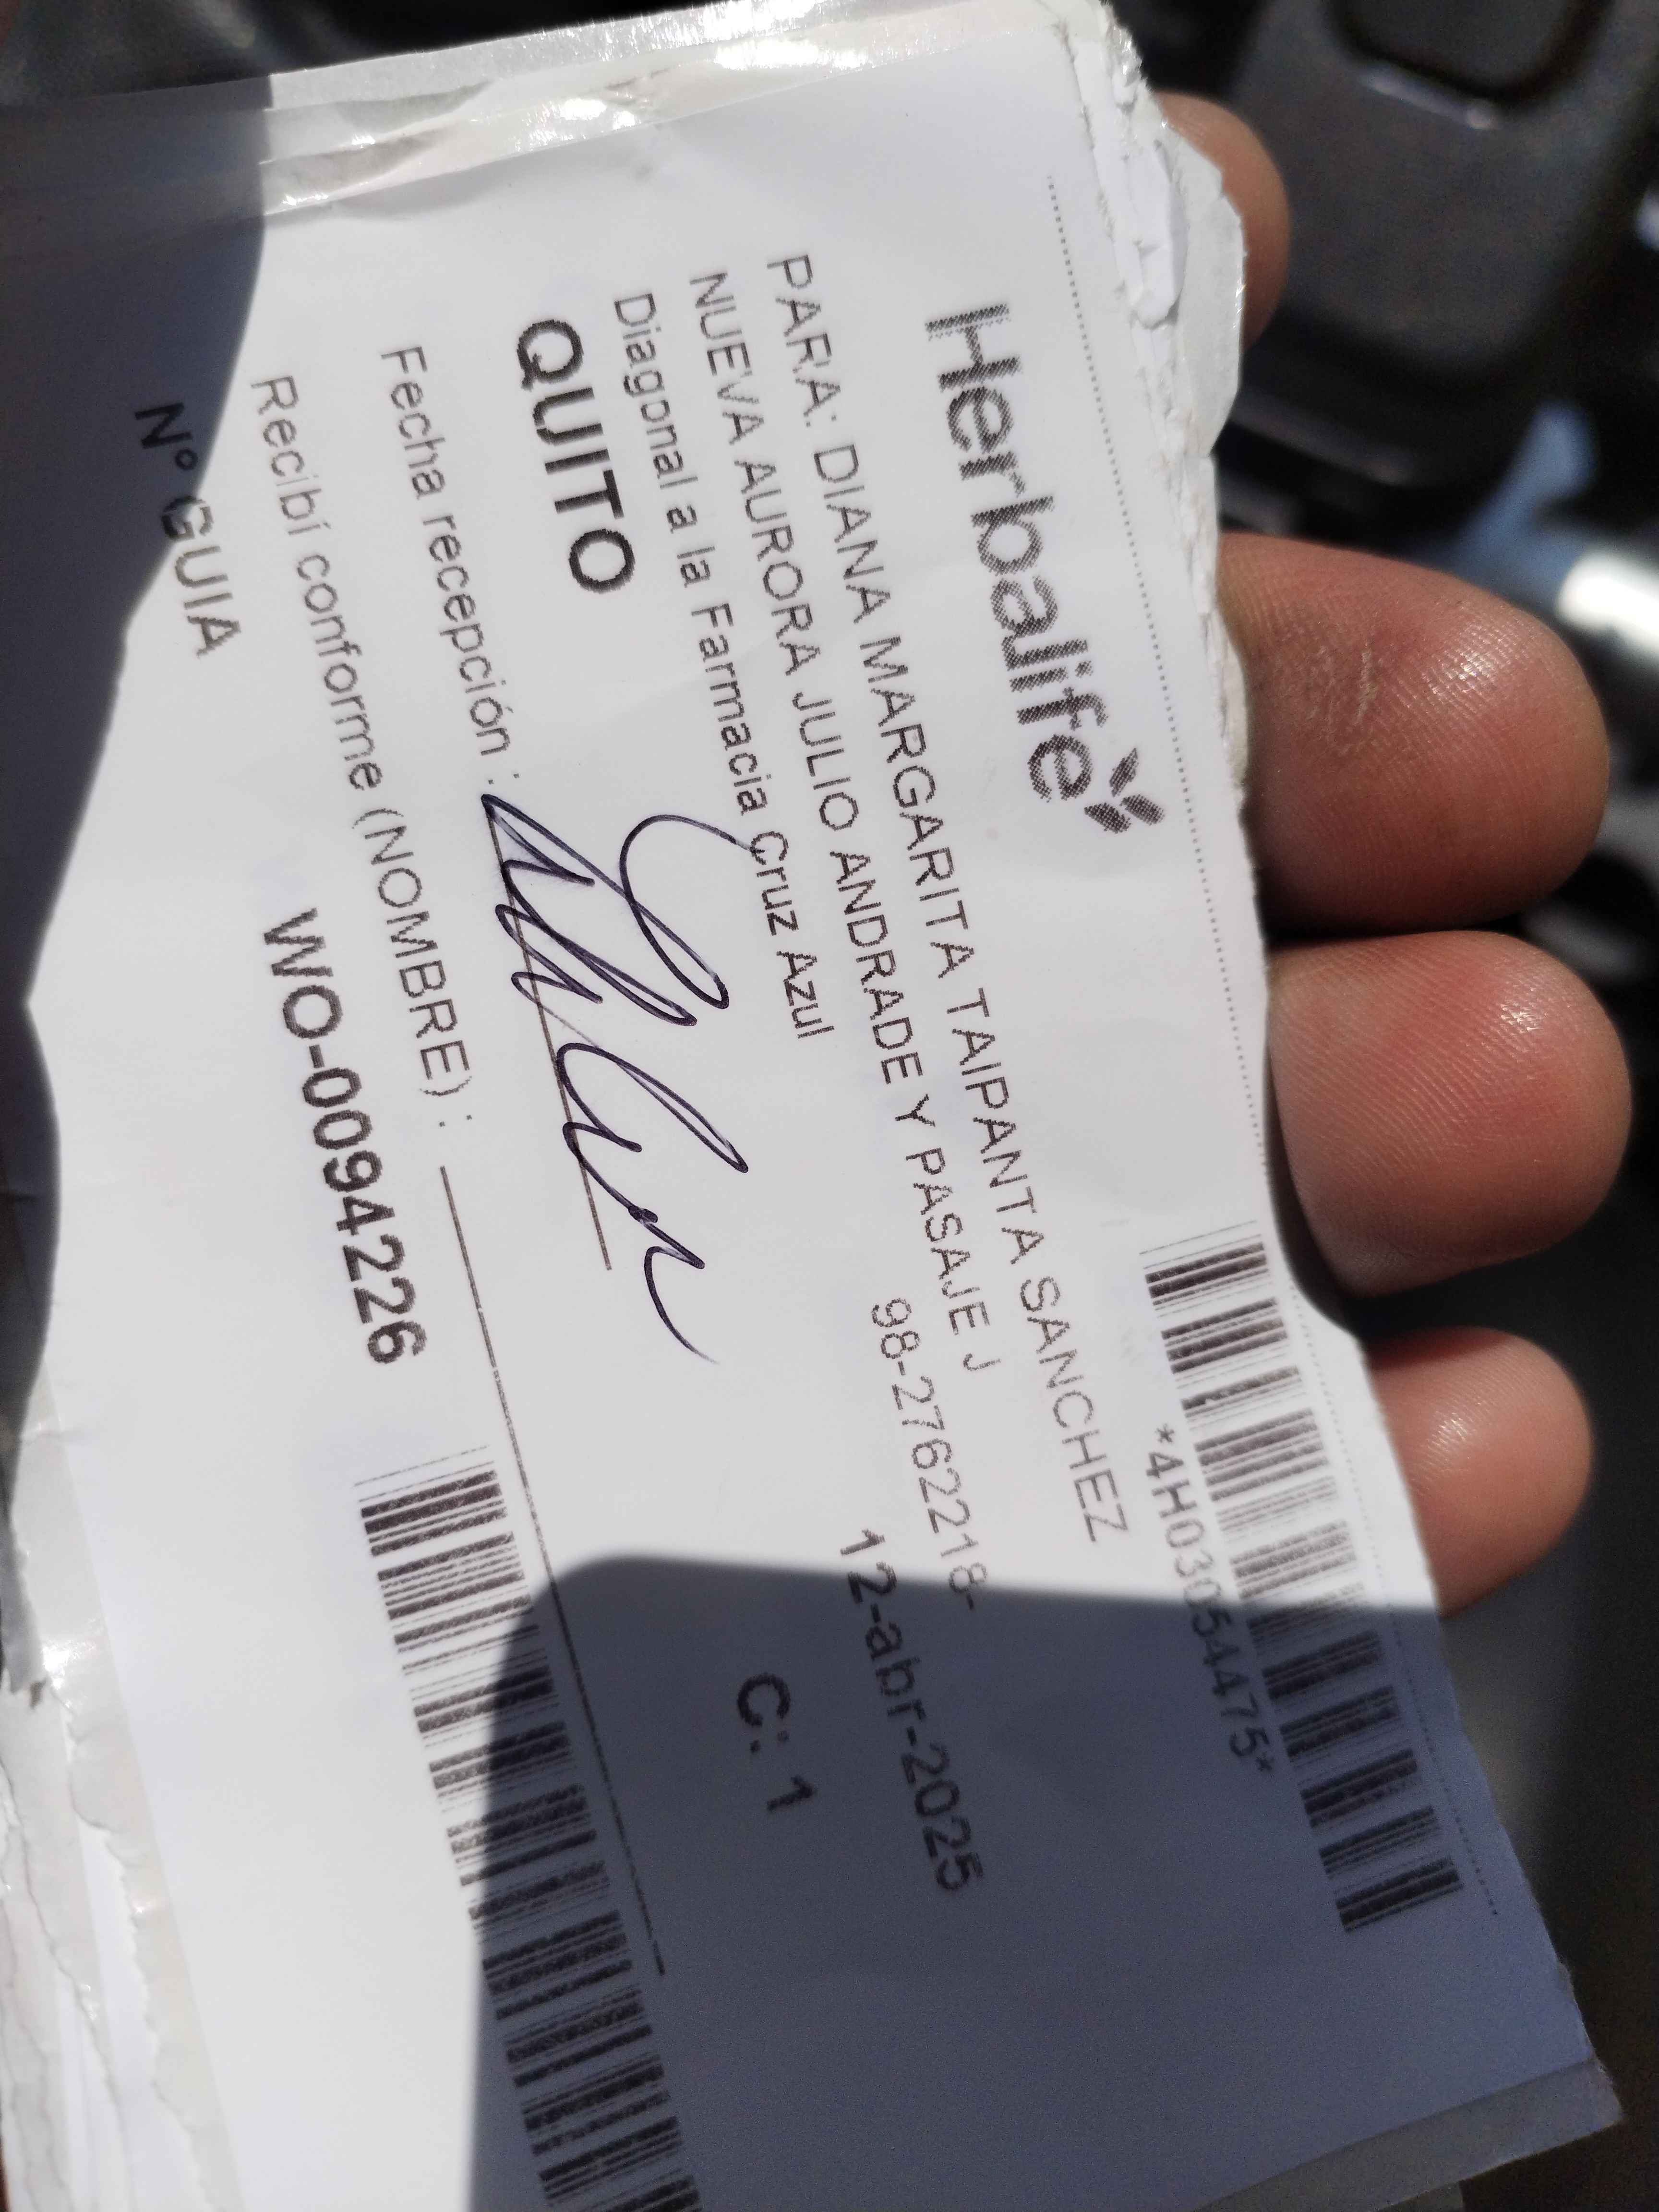 Herbalife
*4H03054475*
PARA: DIANA MARGARITA TAIPANTA SANCHEZ
NUEVA AURORA JULIO ANDRADE Y PASAJE J
Diagonal a la Farmacia Cruz Azul
98-2762218-
QUITO
12-abr-2025
C: 1
Fecha recepción :
Recibí conforme (NOMBRE) :
N° GUIA WO-0094226